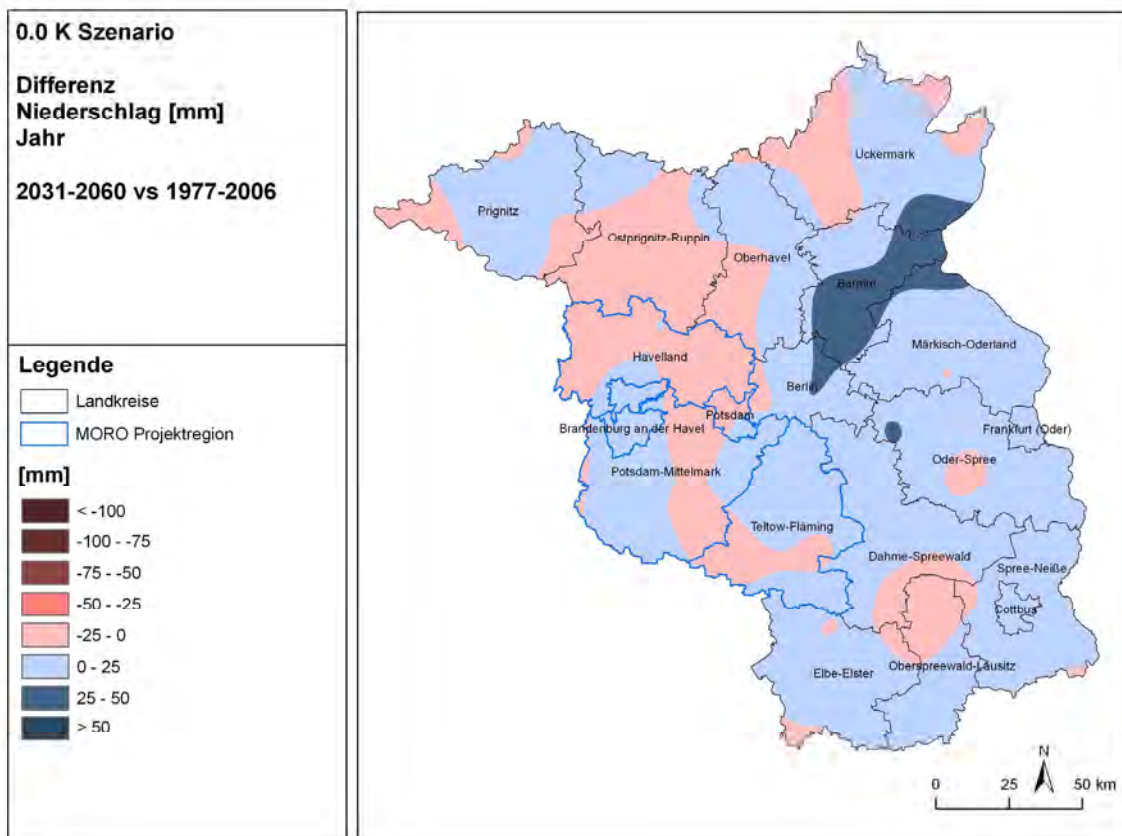 0.0 K Szenario
Differenz
Niederschlag [mm]
Jahr
2031-2060 vs 1977-2006
Legende
Landkreise
MORO Projektregion
[mm]
< -100
-100 - -75
-75 - -50
-50 - -25
-25 - 0
0 - 25
25 - 50
> 50
Uckermark
Prignitz
Ostprignitz-Ruppin
Oberhavel
Barnim
Märkisch-Oderland
Havelland
Berlin
Potsdam
Brandenburg an der Havel
Frankfurt (Oder)
Oder-Spree
Potsdam-Mittelmark
Teltow-Fläming
Dahme-Spreewald
Spree-Neiße
Cottbus
Oberspreewald-Lausitz
Elbe-Elster
N
0 25 50 km